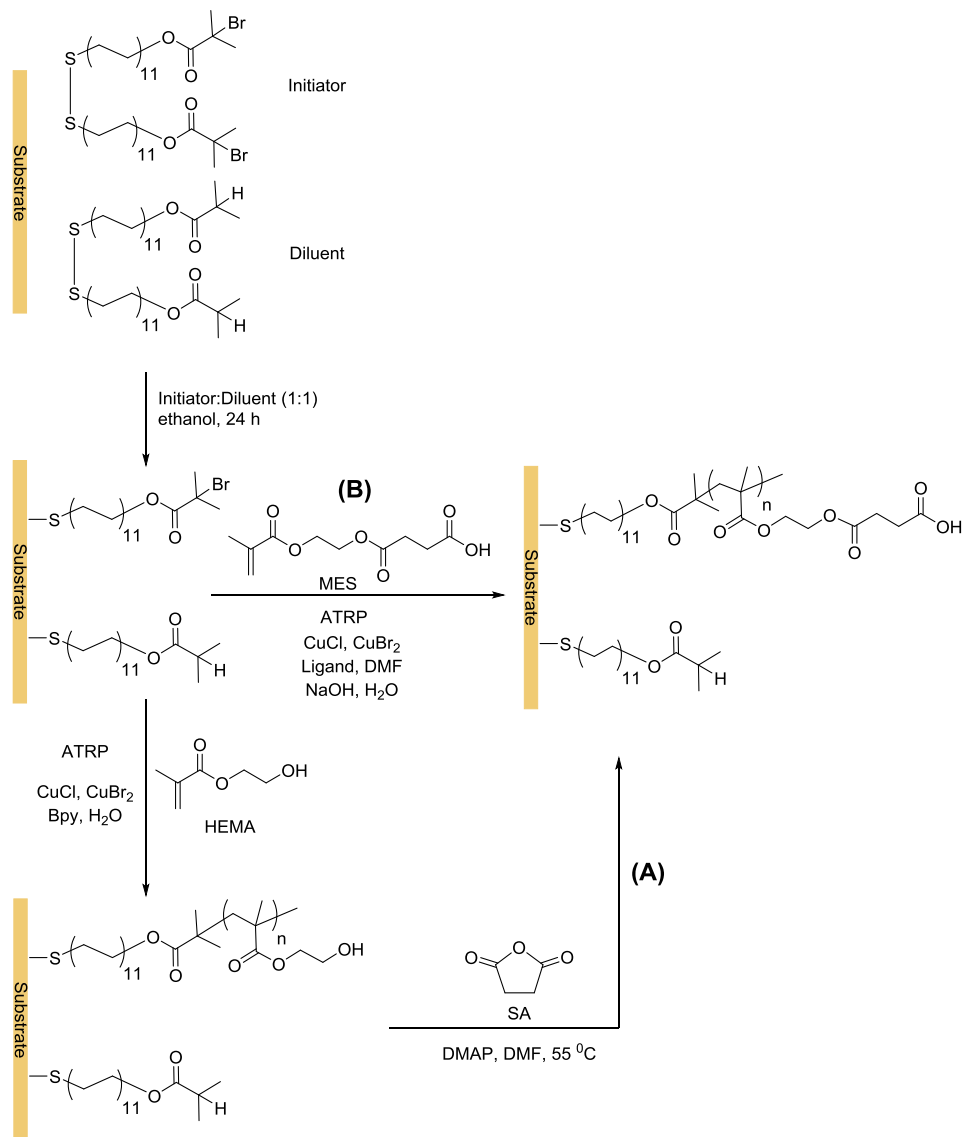 Br
O
S
11
O
Initiator
O
S
O
11
Br
Substrate
H
O
S
11
O
Diluent
O
S
O
11
H
Initiator:Diluent (1:1)
ethanol, 24 h
Br
O
S
11
O
Substrate
O
S
O
11
H
(B)
O
O
O
O
O
OH
MES
ATRP
CuCl, CuBr2
Ligand, DMF
NaOH, H2O
O
S
11
O
n
O
O
O
O
O
OH
Substrate
O
S
O
11
H
ATRP
CuCl, CuBr2
Bpy, H2O
O
O
OH
HEMA
(A)
O
S
11
O
n
O
O
OH
Substrate
O
S
O
11
H
O
O
O
SA
DMAP, DMF, 55 0C